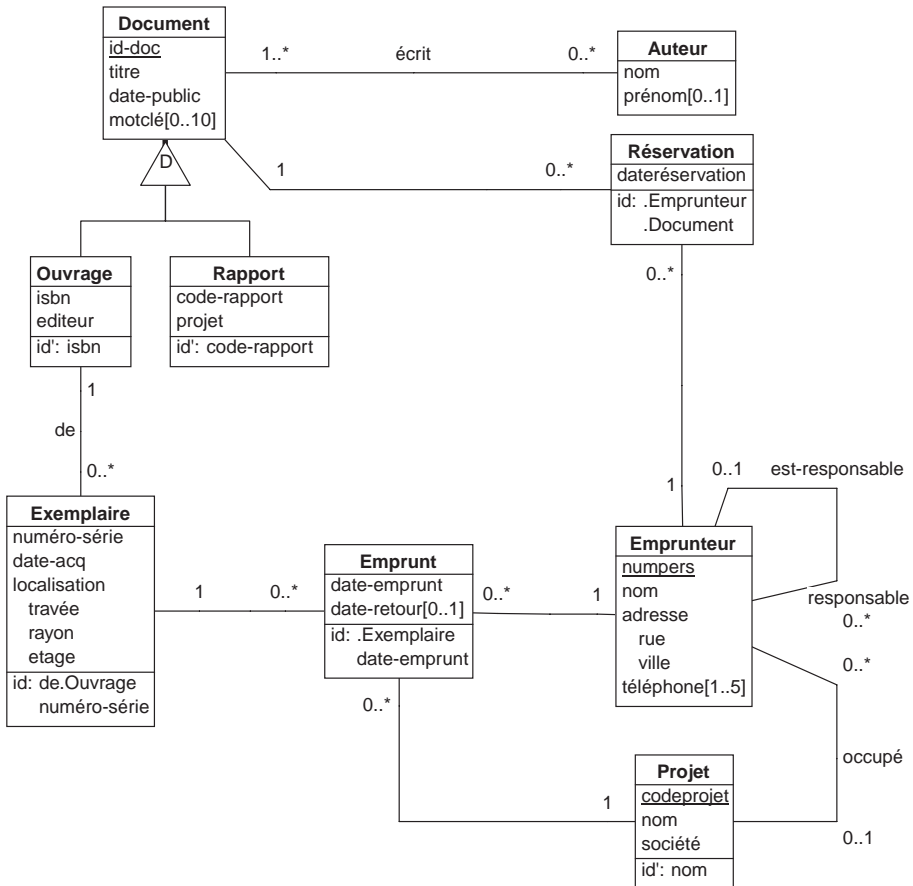 Document
id-doc
titre
date-public
motclé[0..10]
1..*
écrit
0..*
Auteur
nom
prénom[0..1]
D
1
0..*
Réservation
dateréservation
id: .Emprunteur
.Document
Ouvrage
isbn
editeur
id': isbn
Rapport
code-rapport
projet
id': code-rapport
0..*
1
de
0..*
1
0..1
est-responsable
responsable
0..*
Exemplaire
numéro-série
date-acq
localisation
travée
rayon
etage
id: de.Ouvrage
numéro-série
1
0..*
Emprunt
date-emprunt
date-retour[0..1]
id: .Exemplaire
date-emprunt
0..*
1
Emprunteur
numpers
nom
adresse
rue
ville
téléphone[1..5]
0..*
occupé
0..1
0..*
1
Projet
codeprojet
nom
société
id': nom